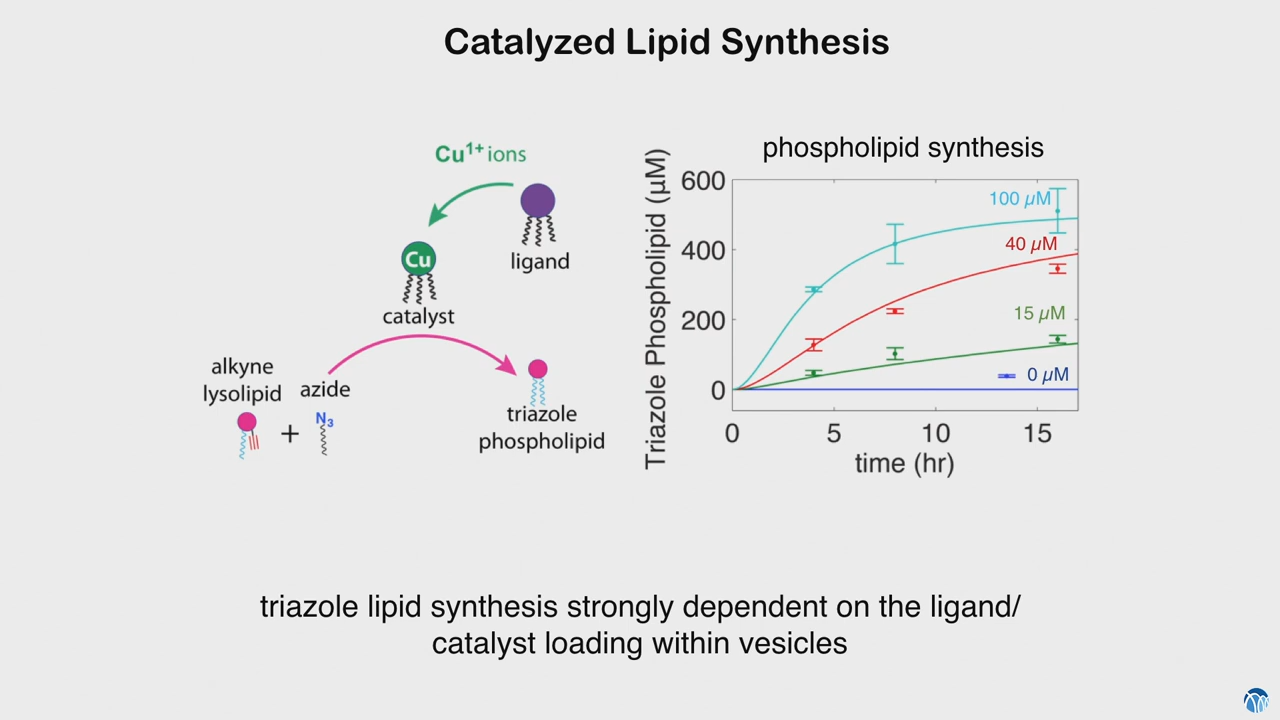 Catalyzed Lipid Synthesis
Cu1+ ions
ligand
Cu
catalyst
alkyne
lysolipid
azide
N3
+
triazole
phospholipid
phospholipid synthesis
Triazole Phospholipid (µM)
600
400
200
0
100 µM
40 µM
15 µM
0 µM
0 5 10 15
time (hr)
triazole lipid synthesis strongly dependent on the ligand/
catalyst loading within vesicles